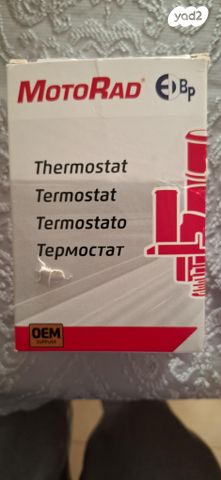 yad2
MOTORAD® BP
Thermostat
Termostat
Termostato
Термостат
OEM
SUPPLIER